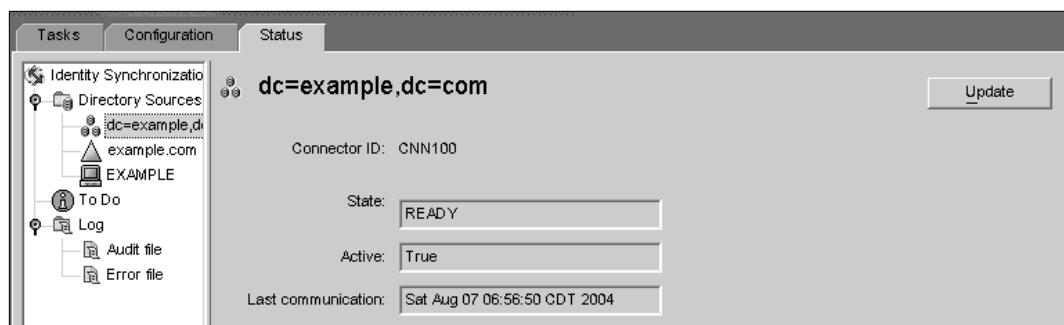 Tasks
Configuration
Status
Identity Synchronizatio
Directory Sources
dc=example,d
example.com
EXAMPLE
To Do
Log
Audit file
Error file
dc=example,dc=com
Update
Connector ID: CNN100
State: READY
Active: True
Last communication: Sat Aug 07 06:56:50 CDT 2004